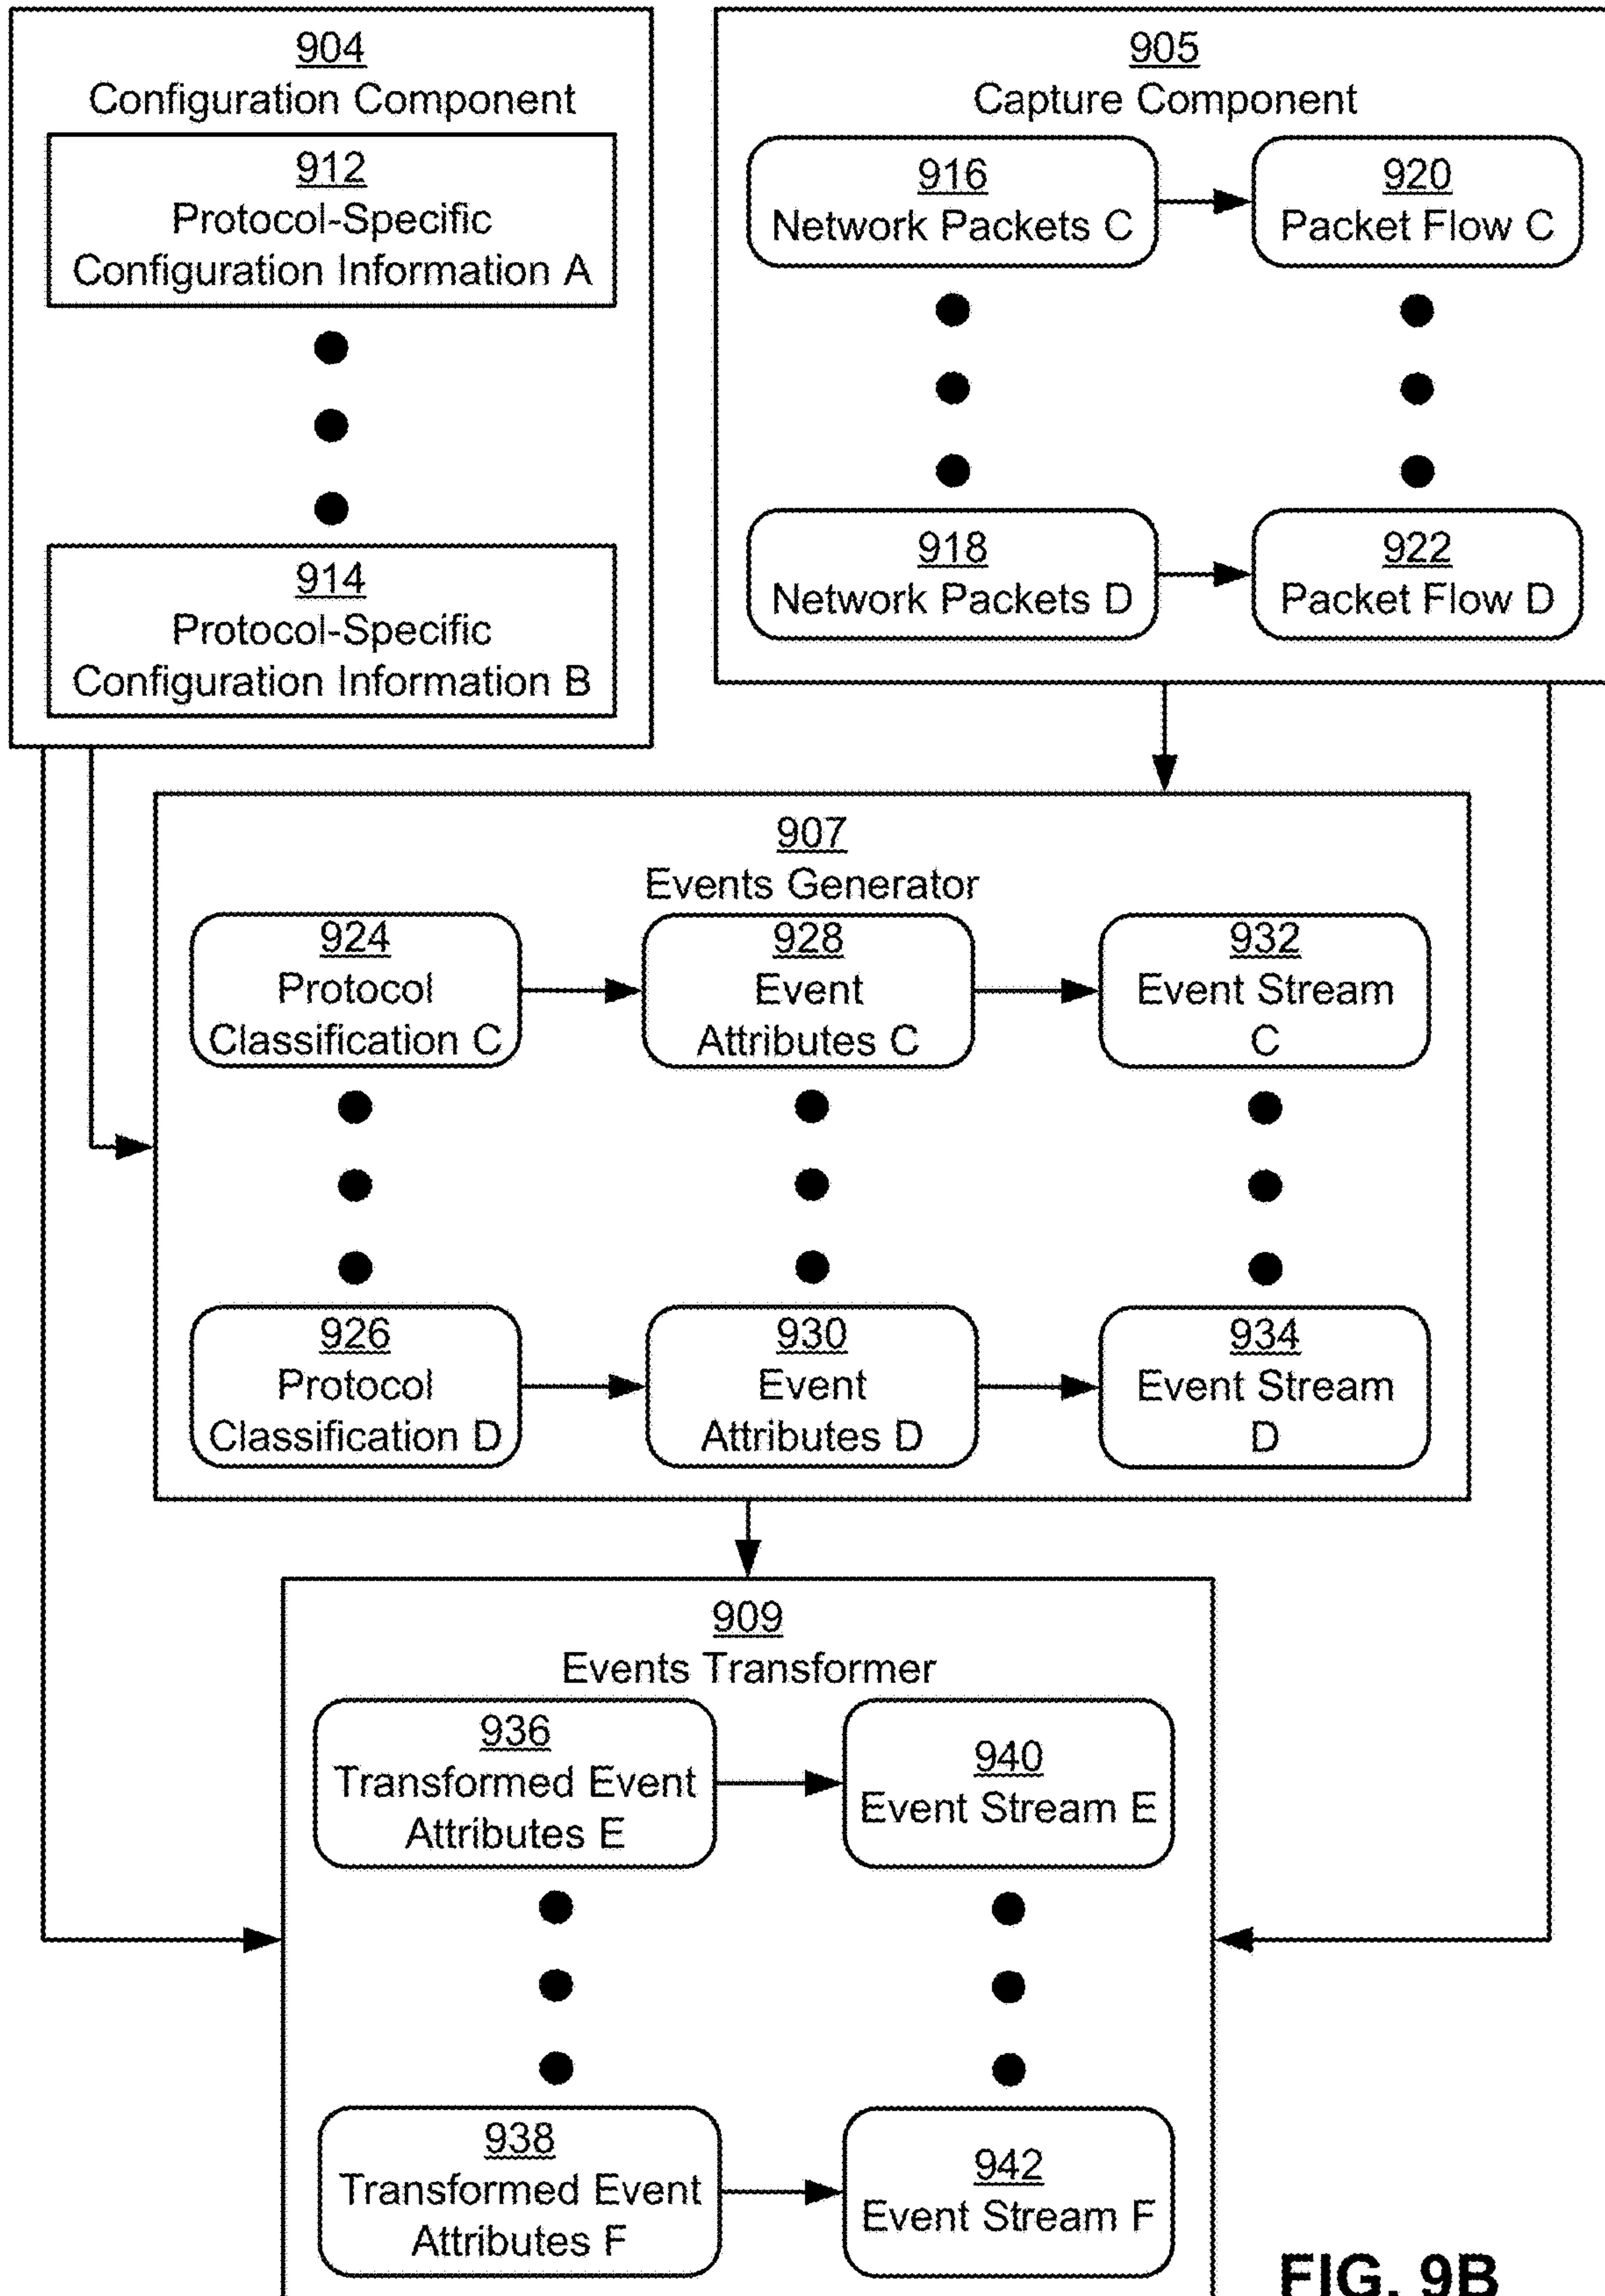 904
Configuration Component
912
Protocol-Specific
Configuration Information A
914
Protocol-Specific
Configuration Information B
905
Capture Component
916
Network Packets C
920
Packet Flow C
918
Network Packets D
922
Packet Flow D
907
Events Generator
924
Protocol
Classification C
928
Event
Attributes C
932
Event Stream
C
926
Protocol
Classification D
930
Event
Attributes D
934
Event Stream
D
909
Events Transformer
936
Transformed Event
Attributes E
940
Event Stream E
938
Transformed Event
Attributes F
942
Event Stream F
FIG. 9B